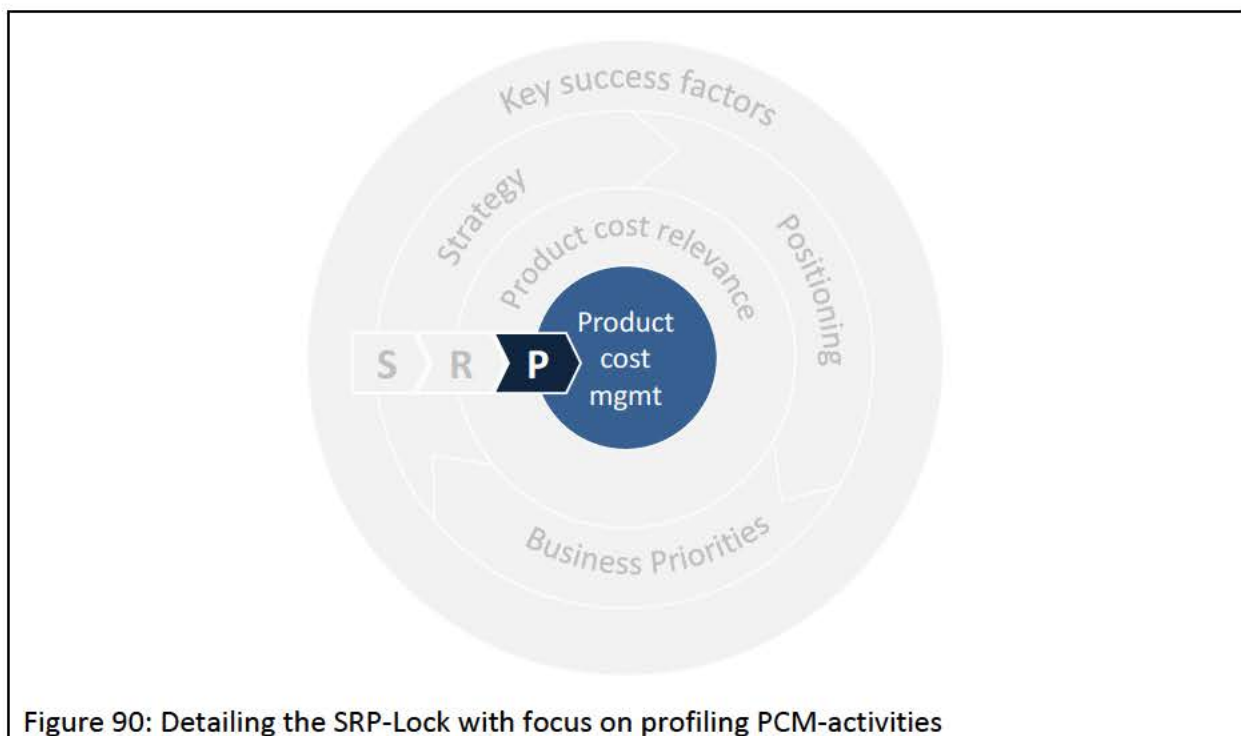 Key success factors
Strategy
Positioning
Product cost relevance
Product
cost
mgmt
S R P
Business Priorities
Figure 90: Detailing the SRP-Lock with focus on profiling PCM-activities